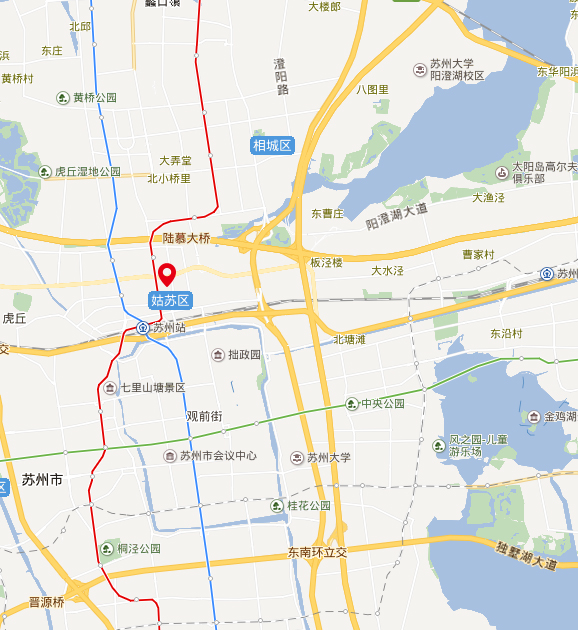 大楼郎
蠡口镇
北邱
东庄
浜
黄桥村
黄桥公园
澄阳路
苏州大学
阳澄湖校区
东华阳浜
八图里
相城区
大弄堂
虎丘湿地公园
北小桥里
太阳岛高尔夫
俱乐部
大渔泾
东曹庄
阳澄湖大道
陆慕大桥
曹家村
板泾楼
大水泾
苏州
姑苏区
虎丘
苏州站
北塘滩
东沿村
交
拙政园
七里山塘景区
中央公园
观前街
金鸡湖
风之园-儿童
游乐场
苏州市会议中心
苏州大学
苏州市
区
桂花公园
桐泾公园
东南环立交
独墅湖大道
晋源桥